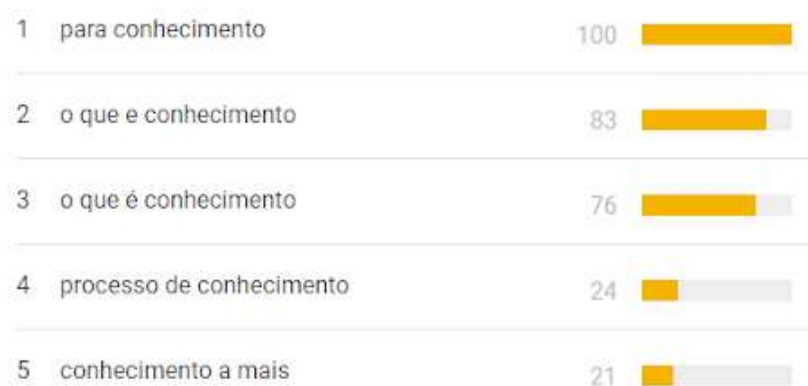 1 para conhecimento 100
2 o que e conhecimento 83
3 o que é conhecimento 76
4 processo de conhecimento 24
5 conhecimento a mais 21